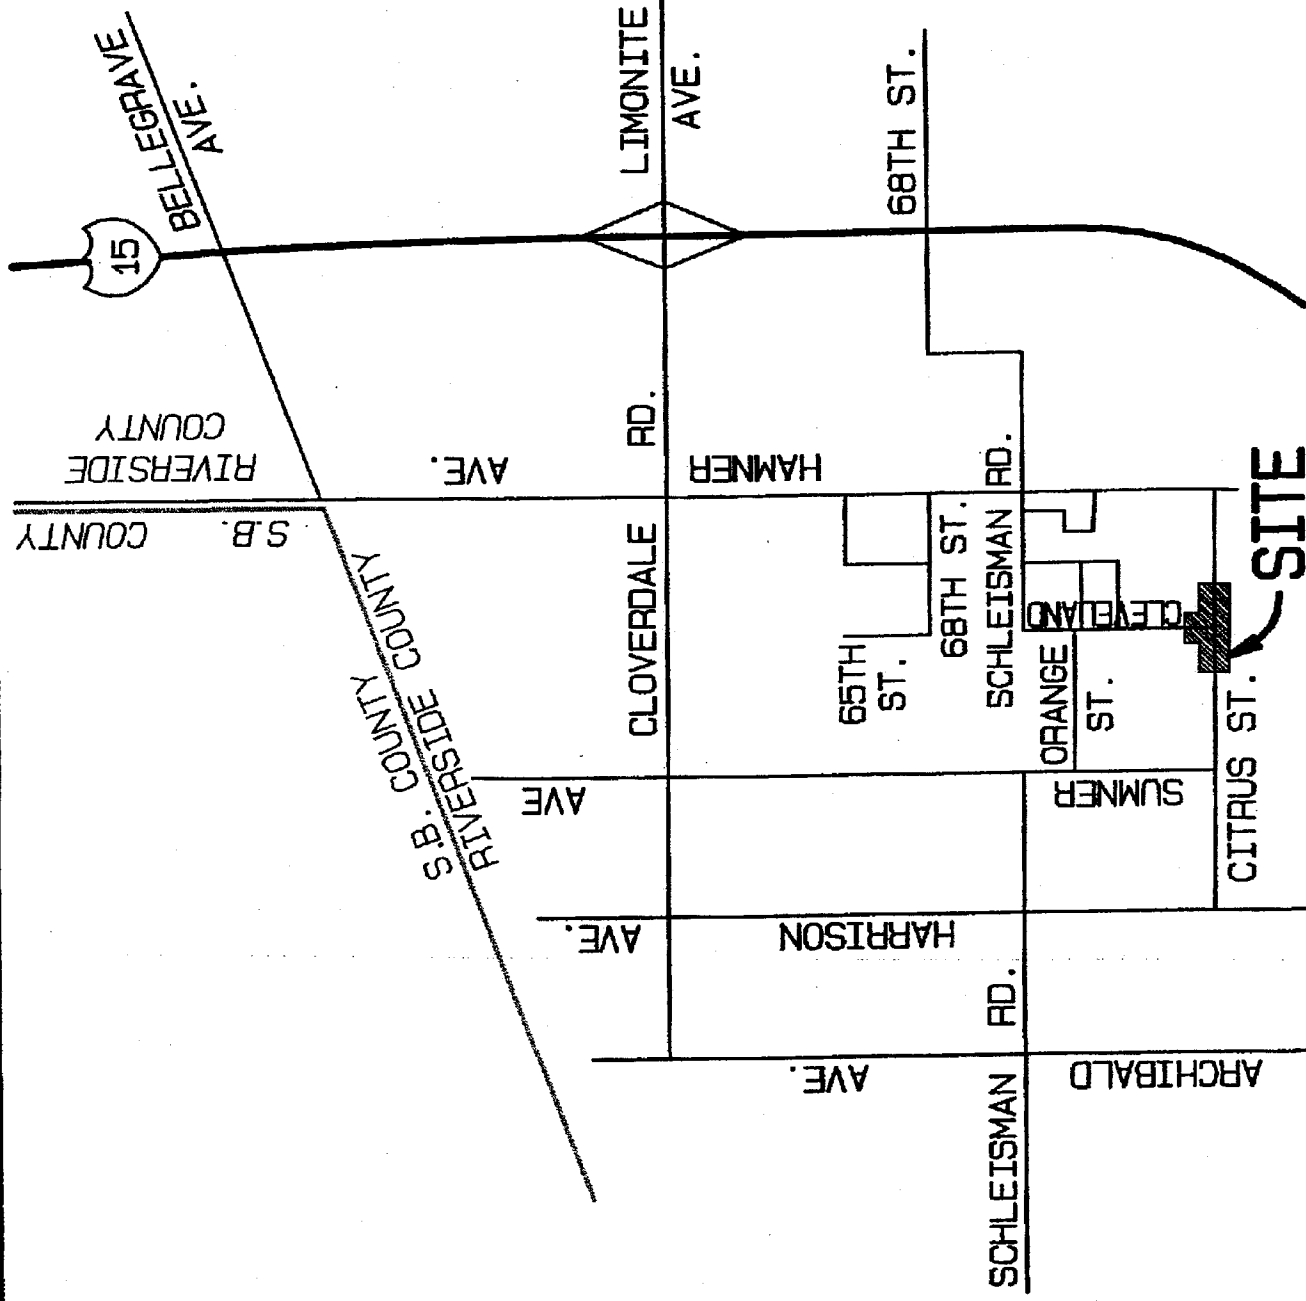 BELLEGRAVE
AVE.
15
LIMONITE
AVE.
68TH ST.
RIVERSIDE
COUNTY
S.B. COUNTY
HAMNER AVE.
CLOVERDALE RD.
S.B. COUNTY
RIVERSIDE COUNTY
65TH
ST.
68TH ST.
SCHLEISMAN RD.
CLEVELAND
ORANGE
ST.
SITE
CITRUS ST.
SUMNER AVE
HARRISON AVE.
ARCHIBALD AVE.
SCHLEISMAN RD.